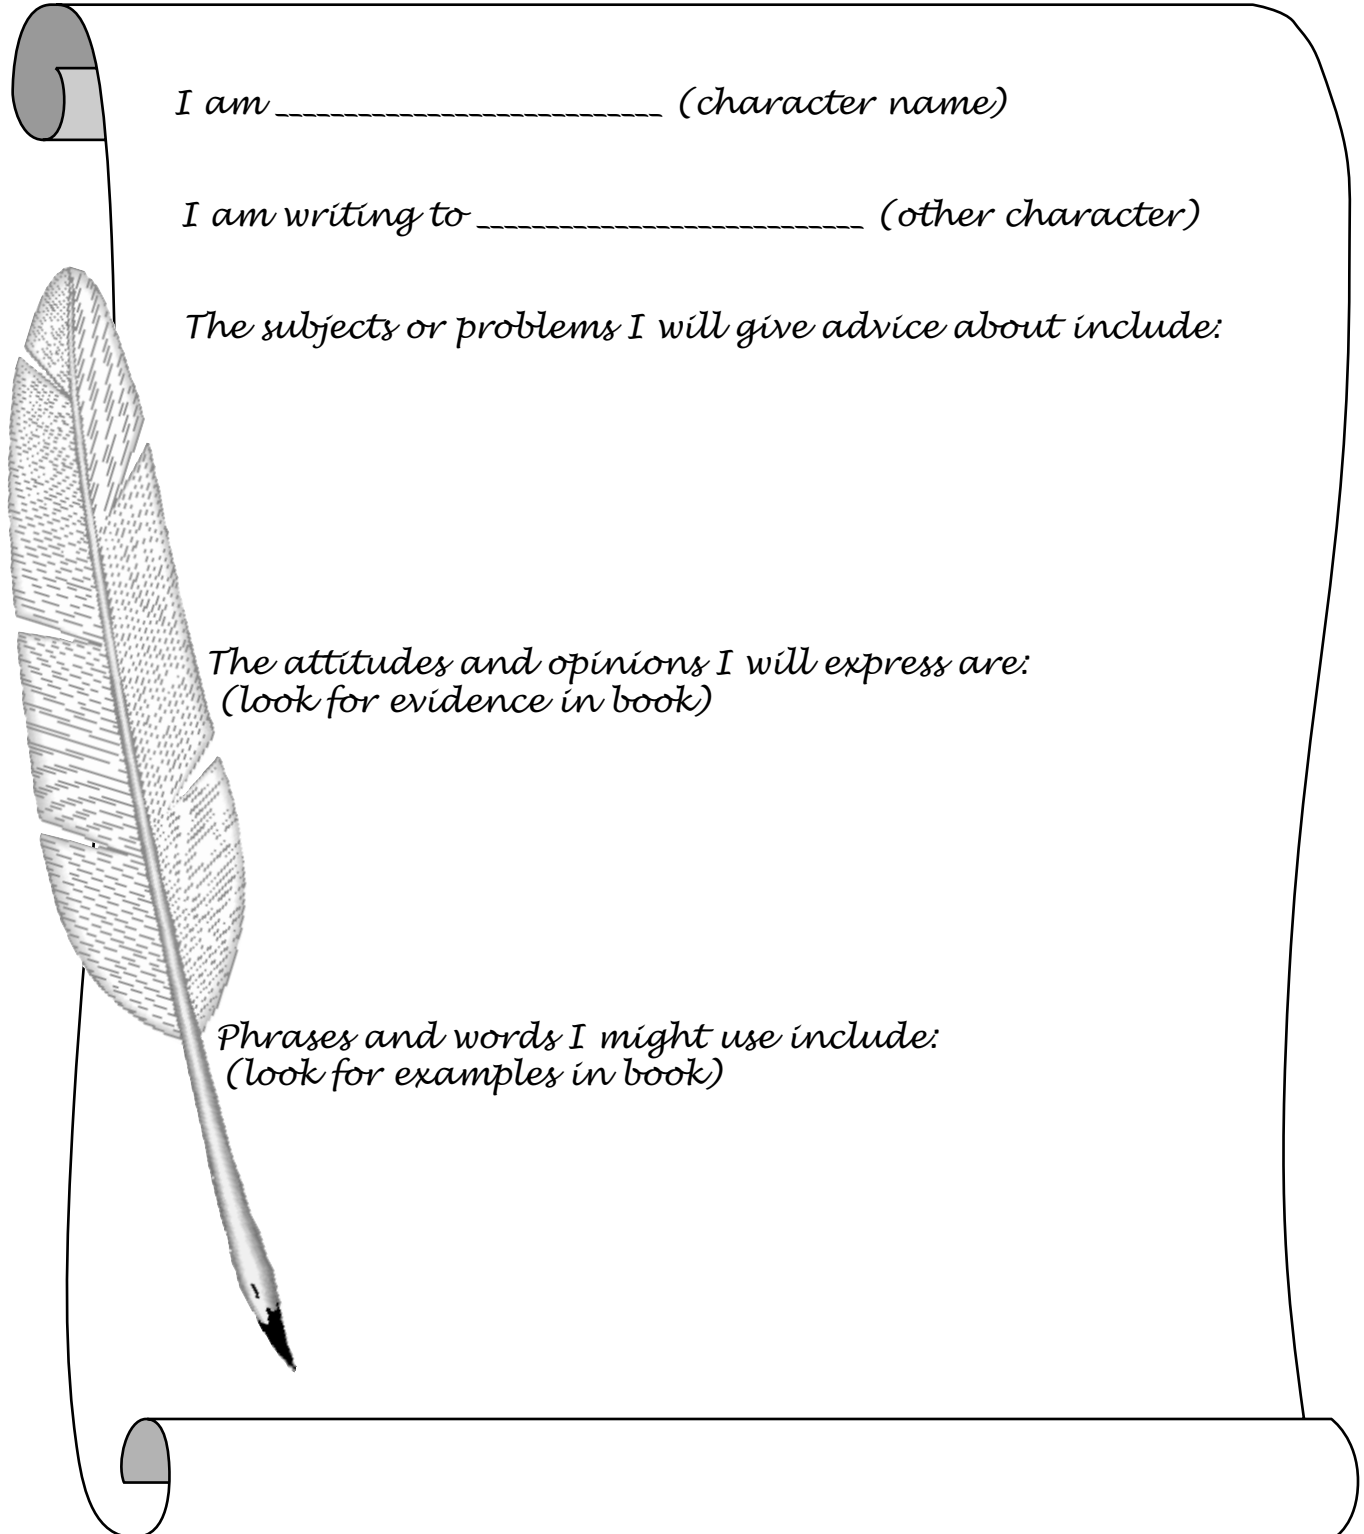 I am ____________________________ (character name)
I am writing to ____________________________ (other character)
The subjects or problems I will give advice about include:
The attitudes and opinions I will express are:
(look for evidence in book)
Phrases and words I might use include:
(look for examples in book)